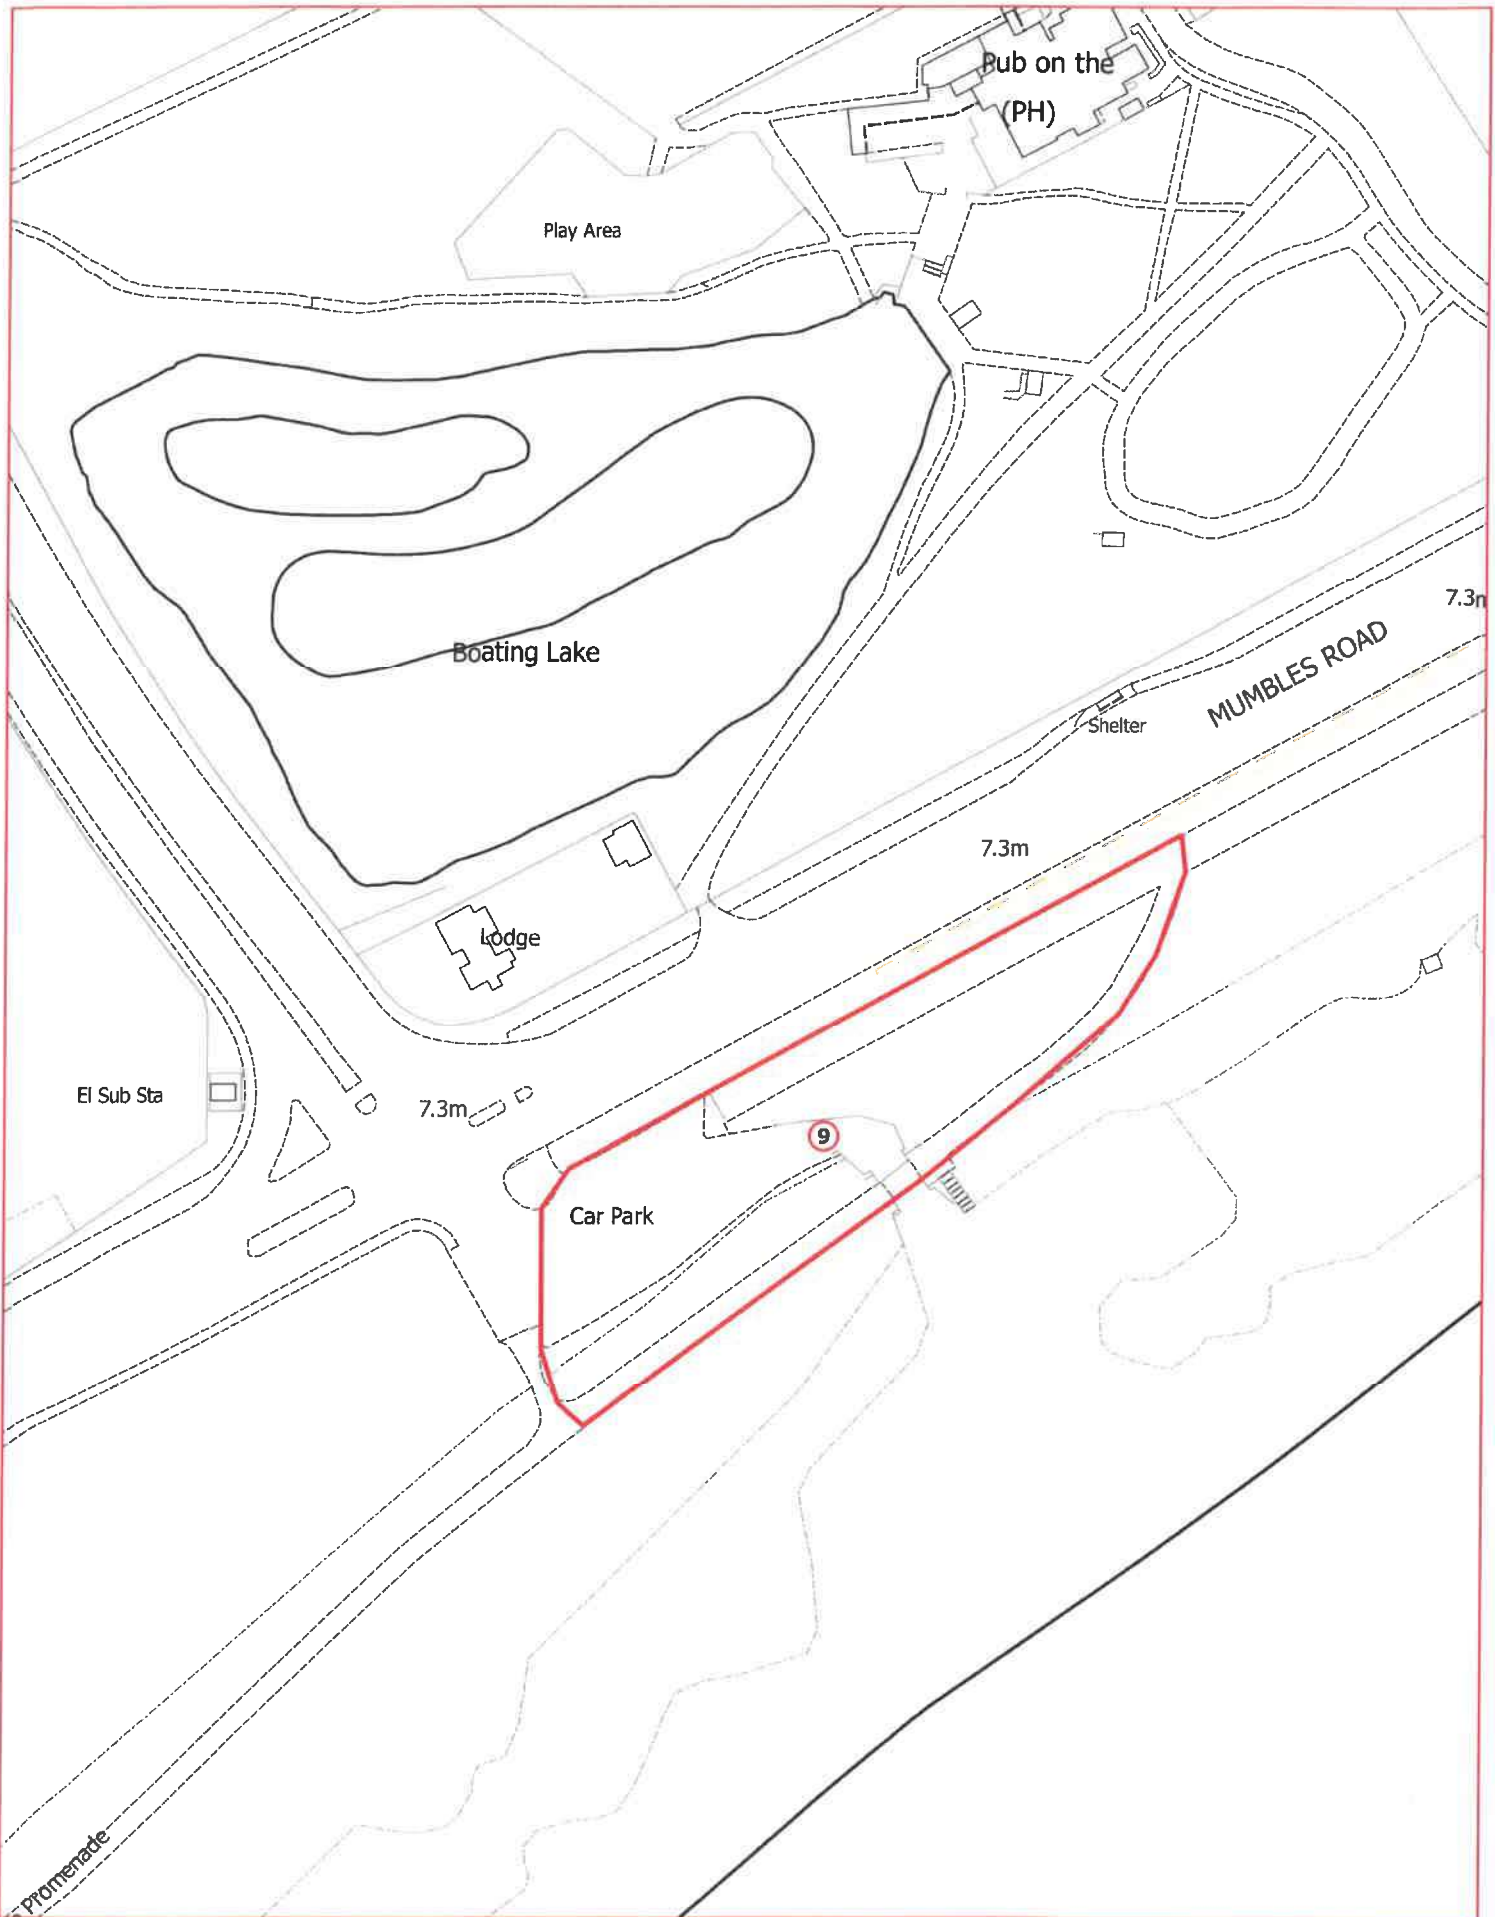 Pub on the
(PH)
Play Area
7.3m
MUMBLES ROAD
Boating Lake
Shelter
7.3m
Lodge
El Sub Sta
7.3m
9
Car Park
Promenade